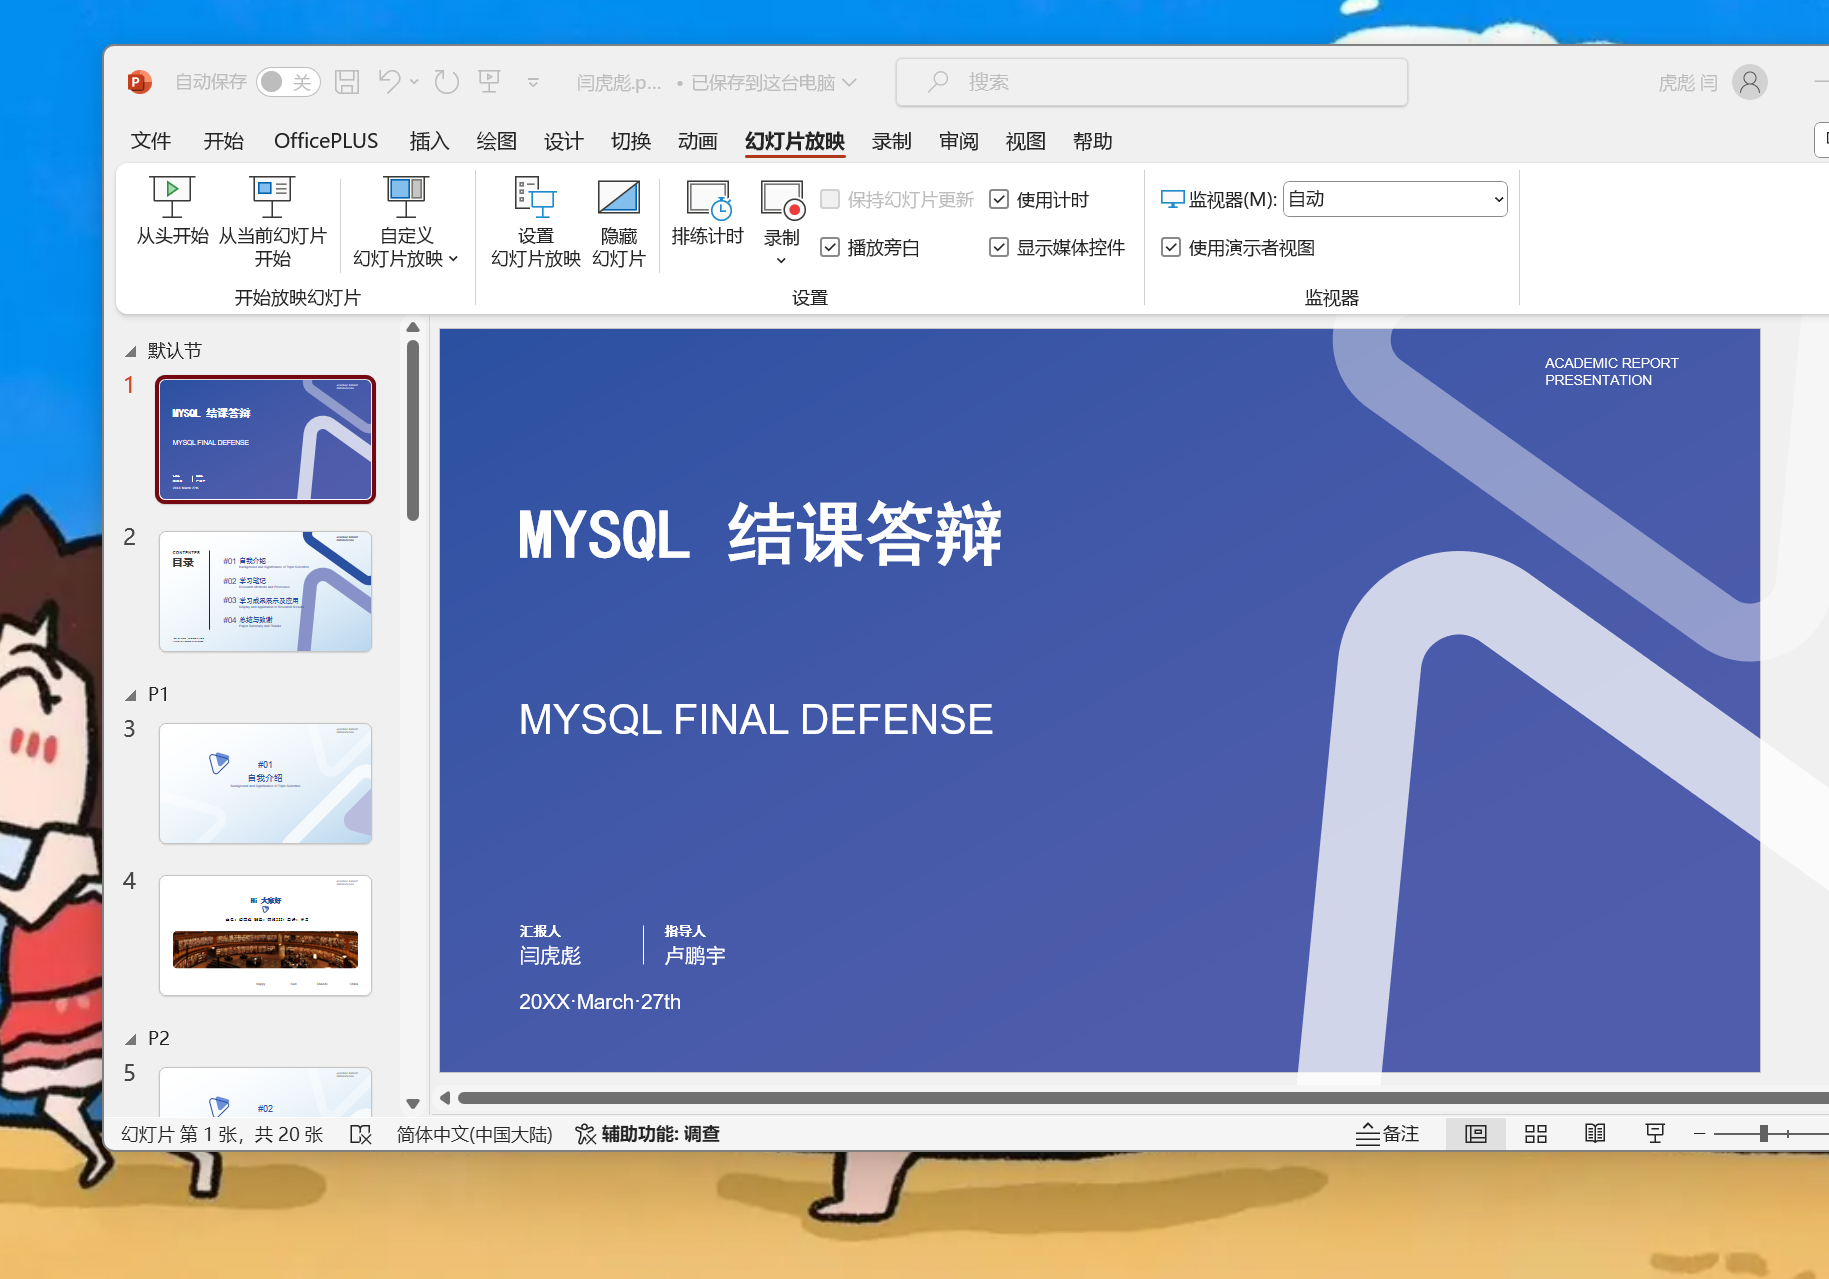 自动保存 关
闫虎彪.p... • 已保存到这台电脑
搜索
虎彪 闫
文件 开始 OfficePLUS 插入 绘图 设计 切换 动画 幻灯片放映 录制 审阅 视图 帮助
从头开始
从当前幻灯片
开始
自定义
幻灯片放映
开始放映幻灯片
设置
幻灯片放映
隐藏
幻灯片
排练计时
录制
保持幻灯片更新
使用计时
播放旁白
显示媒体控件
设置
监视器(M): 自动
使用演示者视图
监视器
默认节
1
MYSQL 结课答辩
MYSQL FINAL DEFENSE
2
目录
#01 自我介绍
#02 学习笔记
#03 学习成果展示及应用
#04 总结与致谢
P1
3
#01
自我介绍
4
Hi 大家好
P2
5
#02
ACADEMIC REPORT
PRESENTATION
MYSQL 结课答辩
MYSQL FINAL DEFENSE
汇报人
闫虎彪
指导人
卢鹏宇
20XX·March·27th
幻灯片 第 1 张，共 20 张
简体中文(中国大陆)
辅助功能: 调查
备注